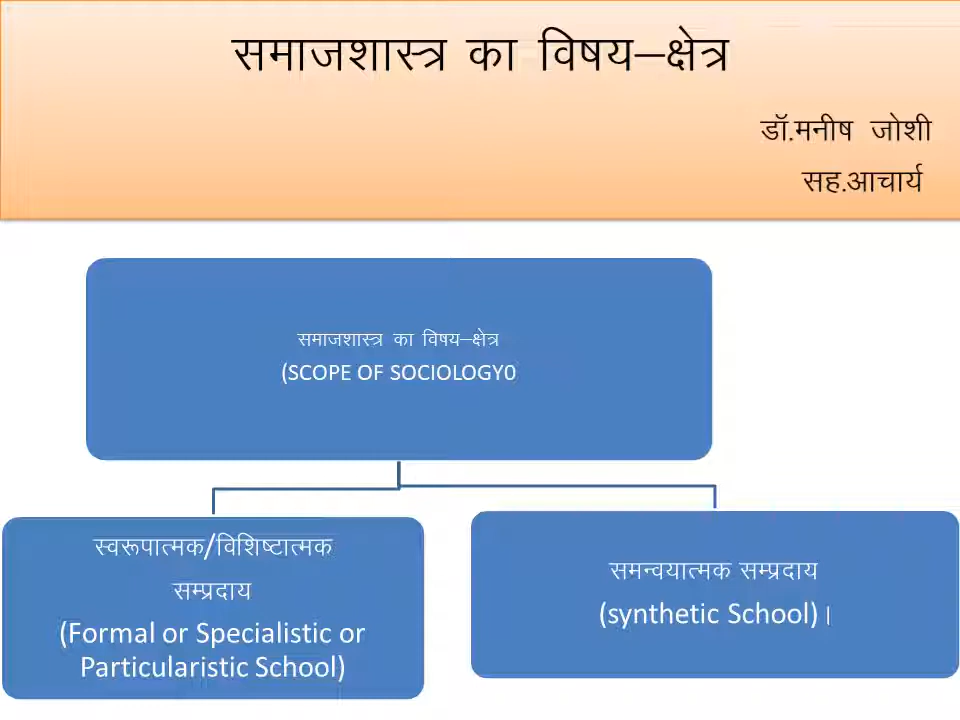 समाजशास्त्र का विषय–क्षेत्र
डॉ.मनीष जोशी
सह.आचार्य
समाजशास्त्र का विषय–क्षेत्र
(SCOPE OF SOCIOLOGY0
स्वरूपात्मक/विशिष्टात्मक
सम्प्रदाय
(Formal or Specialistic or
Particularistic School)
समन्वयात्मक सम्प्रदाय
(synthetic School)।